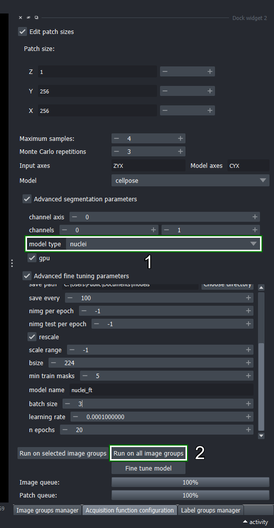 Dock widget 2
Edit patch sizes
Patch size:
Z 1 − +
Y 256 − +
X 256 − +
Maximum samples: − 4 +
Monte Carlo repetitions − 3 +
Input axes ZYX Model axes CYX
Model cellpose
Advanced segmentation parameters
channel axis − 0 +
channels − 0 + − 1 +
model type nuclei
1
gpu
Advanced fine tuning parameters
save every − 100 +
nimg per epoch − -1 +
nimg test per epoch − -1 +
rescale
scale range − -1 +
bsize − 224 +
min train masks − 5 +
model name nuclei_ft
batch size − 3 +
learning rate − 0.0001000000 +
n epochs − 20 +
Run on selected image groups Run on all image groups 2
Fine tune model
Image queue: 100%
Patch queue: 100%
Image groups manager Acquisition function configuration Label groups manager
activity